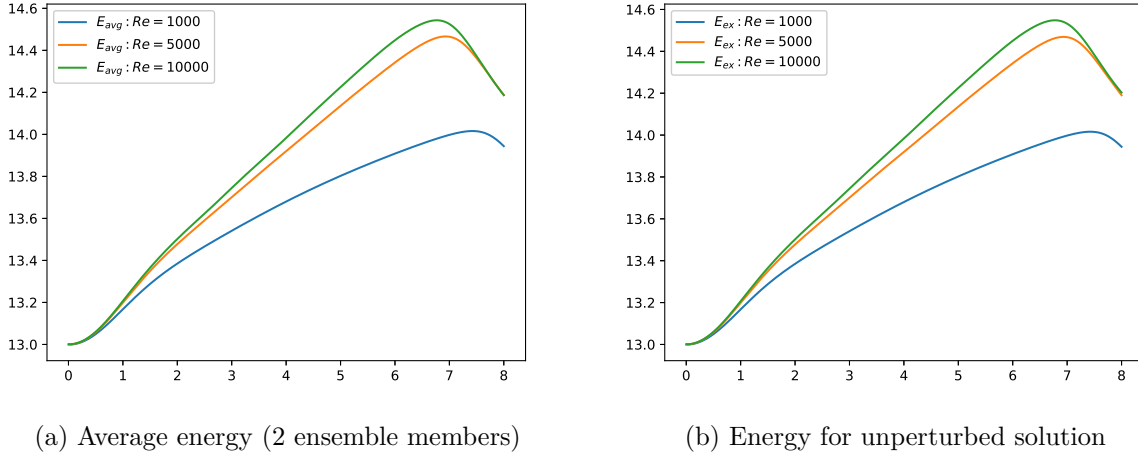 E_avg : Re = 1000
E_avg : Re = 5000
E_avg : Re = 10000
14.6
14.4
14.2
14.0
13.8
13.6
13.4
13.2
13.0
0 1 2 3 4 5 6 7 8
(a) Average energy (2 ensemble members)
E_ex : Re = 1000
E_ex : Re = 5000
E_ex : Re = 10000
14.6
14.4
14.2
14.0
13.8
13.6
13.4
13.2
13.0
0 1 2 3 4 5 6 7 8
(b) Energy for unperturbed solution